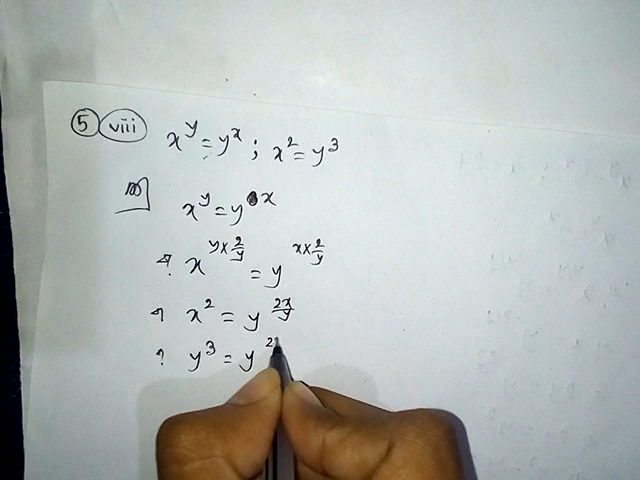 5 viii x^y = y^x ; x^2 = y^3
x^y = y^x
x^{y×2/y} = y^{x×2/y}
x^2 = y^{2x/y}
y^3 = y^2